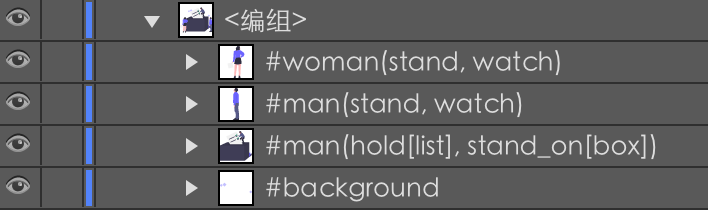 <编组>
#woman(stand, watch)
#man(stand, watch)
#man(hold[list], stand_on[box])
#background